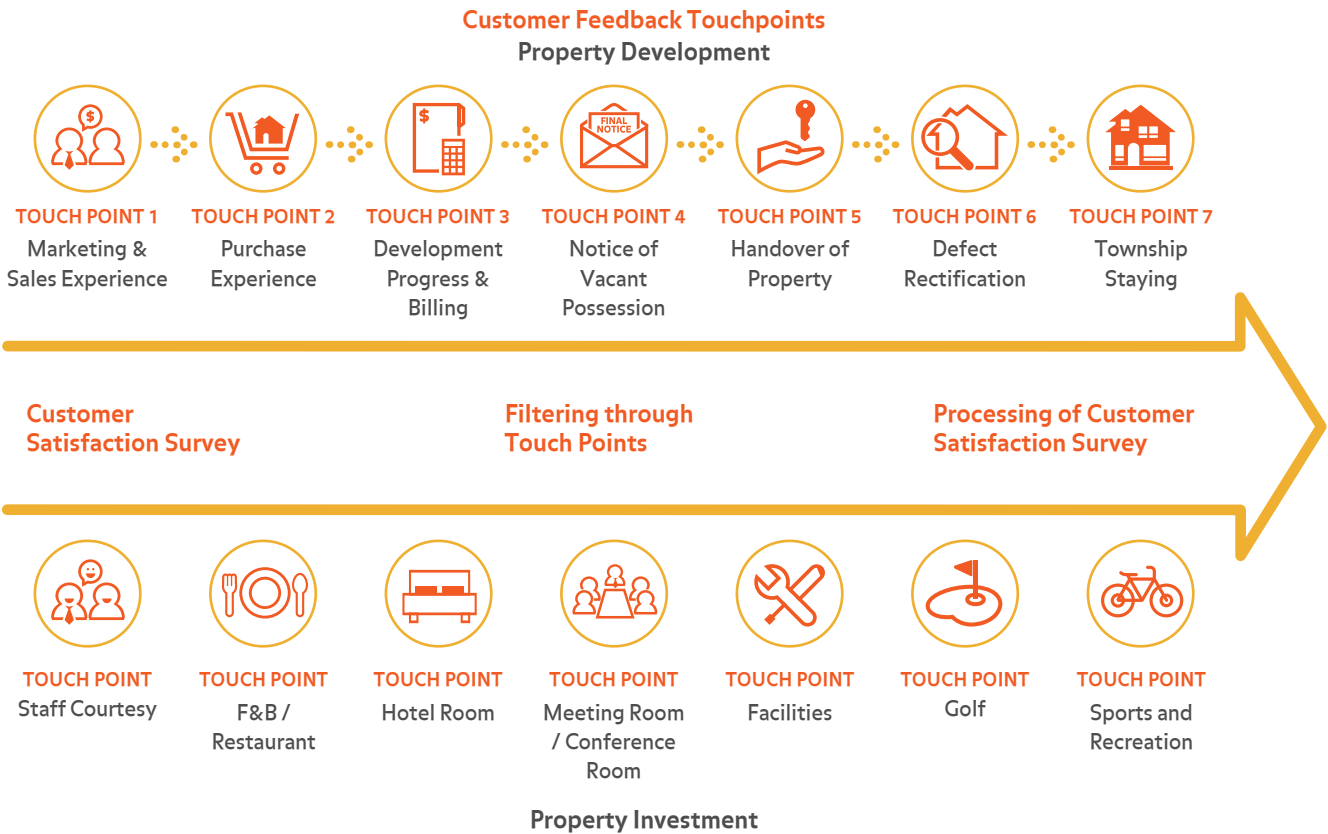 Customer Feedback Touchpoints
Property Development
$
$
FINAL
NOTICE
TOUCH POINT 1
Marketing &
Sales Experience
TOUCH POINT 2
Purchase
Experience
TOUCH POINT 3
Development
Progress &
Billing
TOUCH POINT 4
Notice of
Vacant
Possession
TOUCH POINT 5
Handover of
Property
TOUCH POINT 6
Defect
Rectification
TOUCH POINT 7
Township
Staying
Customer
Satisfaction Survey
Filtering through
Touch Points
Processing of Customer
Satisfaction Survey
TOUCH POINT
Staff Courtesy
TOUCH POINT
F&B /
Restaurant
TOUCH POINT
Hotel Room
TOUCH POINT
Meeting Room
/ Conference
Room
TOUCH POINT
Facilities
TOUCH POINT
Golf
TOUCH POINT
Sports and
Recreation
Property Investment